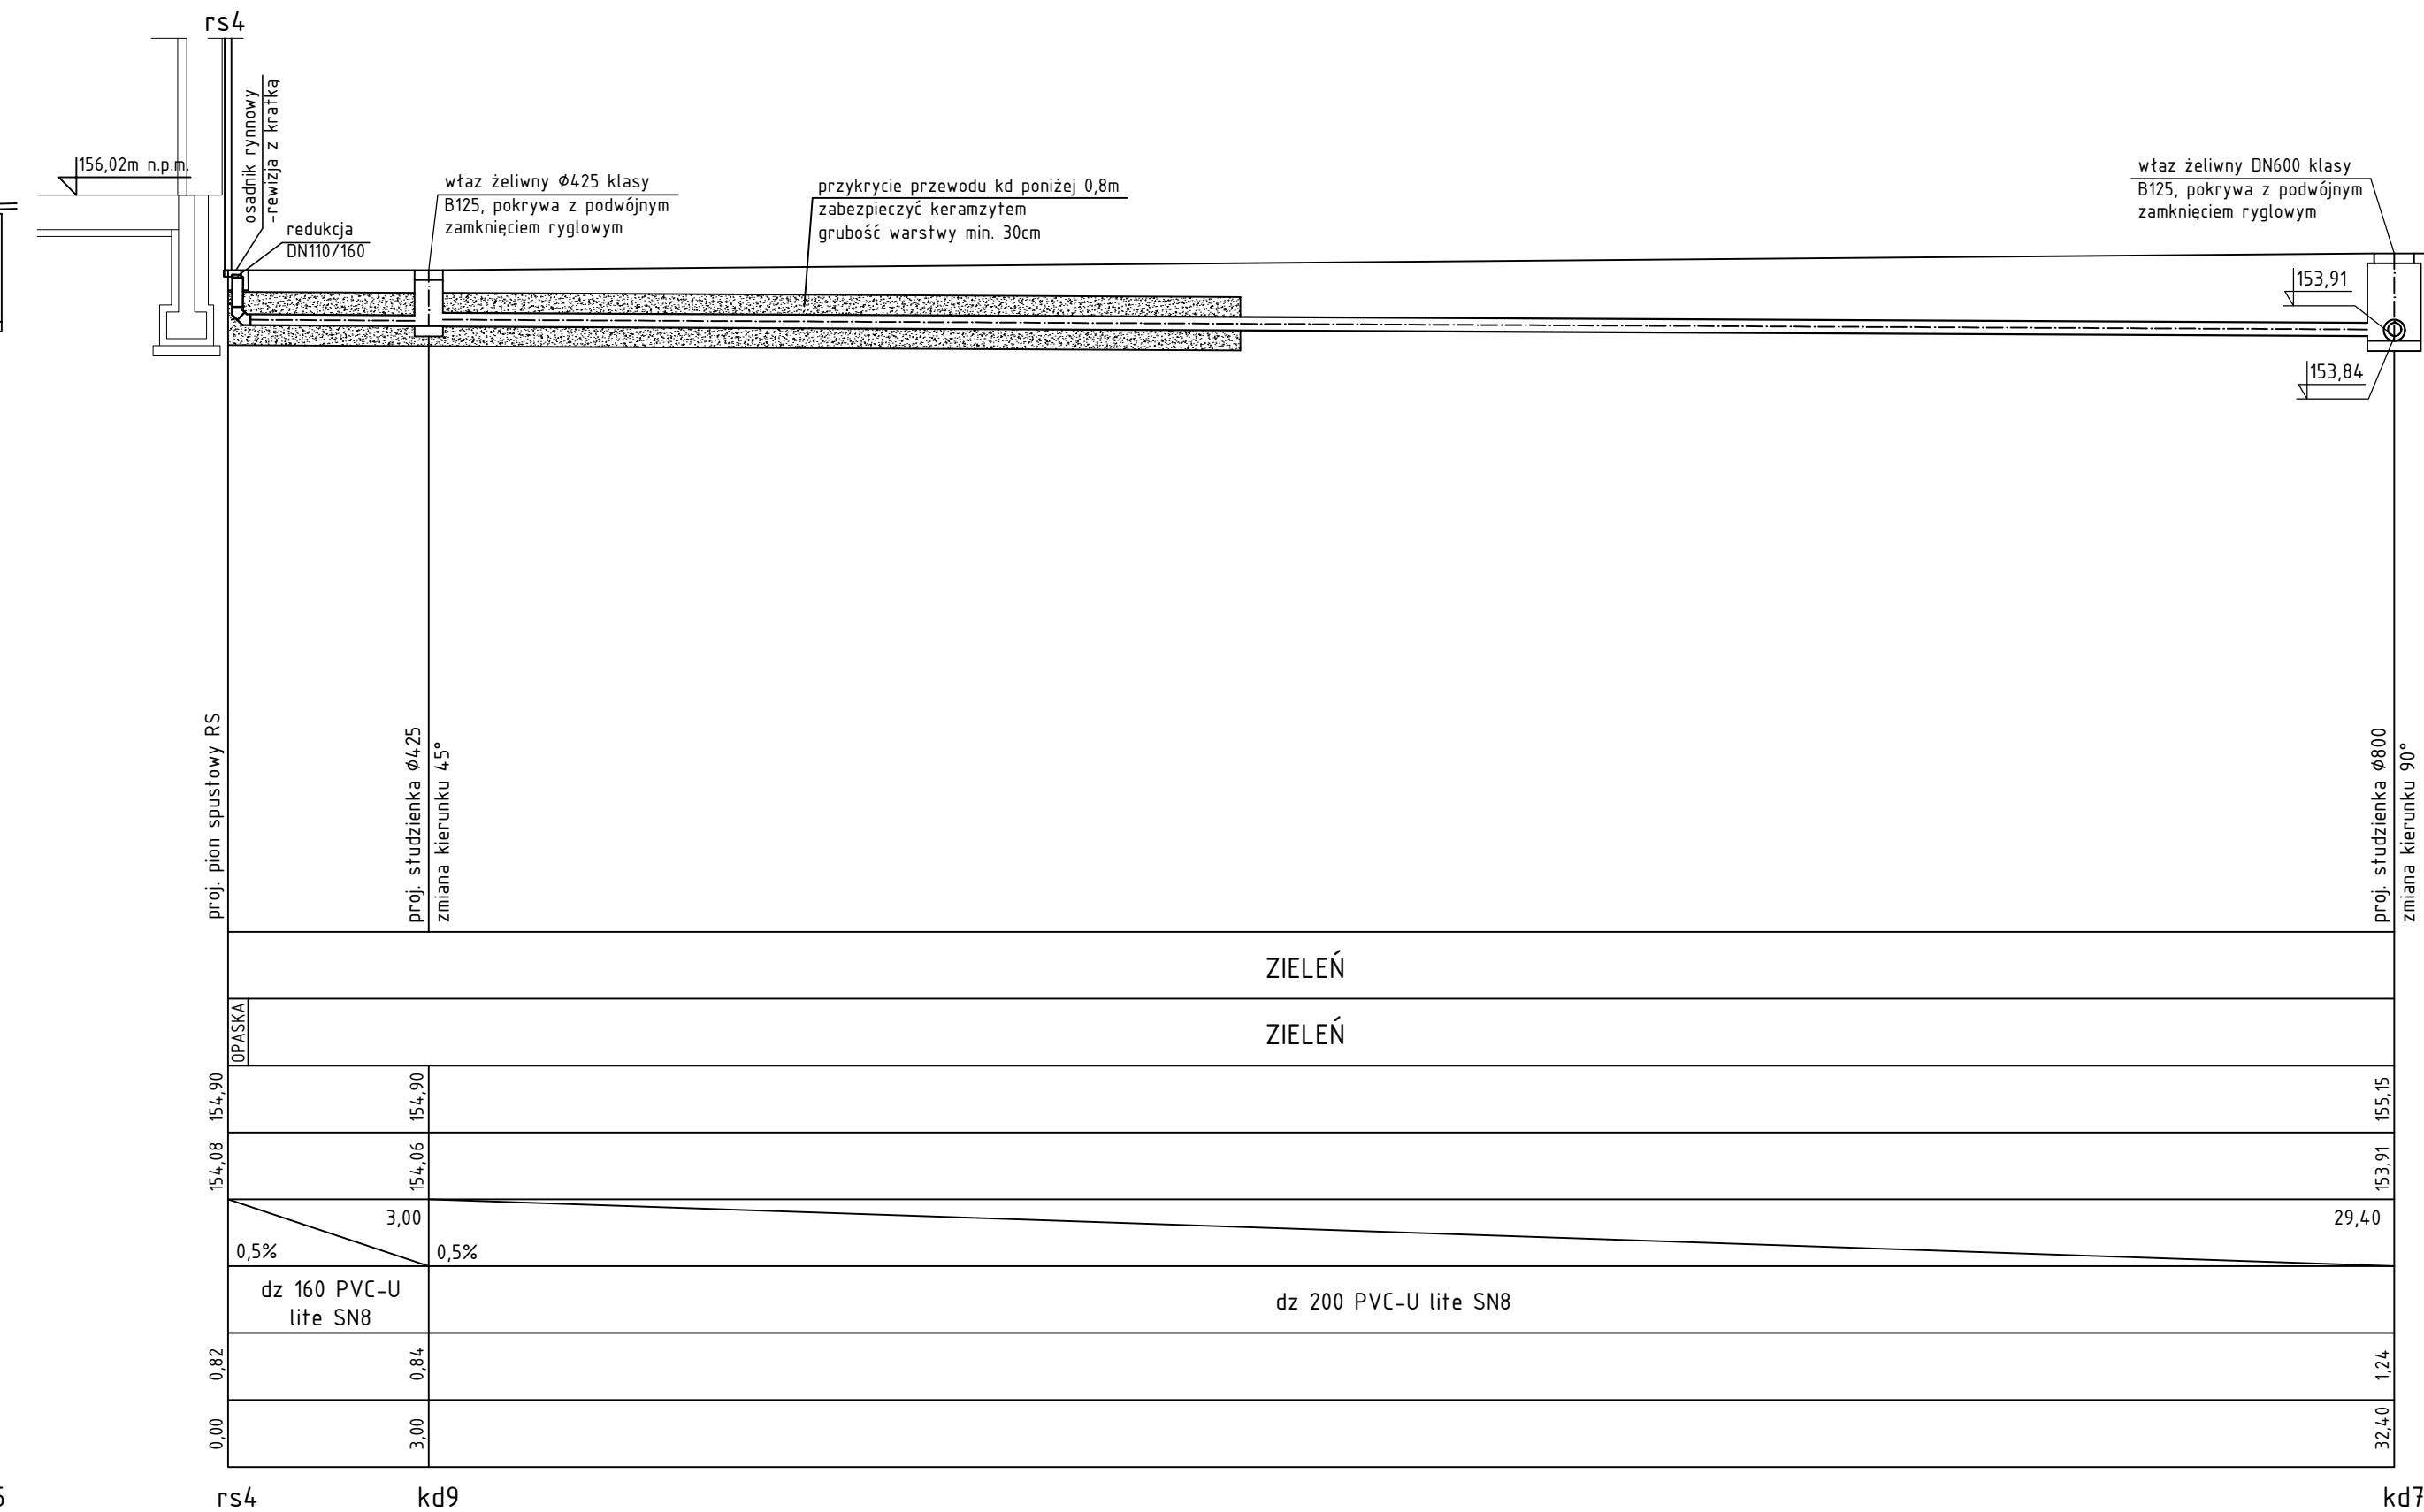 rs4
156,02m n.p.m.
osadnik rynnowy
-rewizja z kratką
redukcja
DN110/160
właz żeliwny Φ425 klasy
B125, pokrywa z podwójnym
zamknięciem ryglowym
przykrycie przewodu kd poniżej 0,8m
zabezpieczyć keramzytem
grubość warstwy min. 30cm
właz żeliwny DN600 klasy
B125, pokrywa z podwójnym
zamknięciem ryglowym
153,91
153,84
proj. pion spustowy RS
proj. studzienka Φ425
zmiana kierunku 45°
proj. studzienka Φ800
zmiana kierunku 90°
ZIELEŃ
OPASKA
ZIELEŃ
154,90
154,90
155,15
154,08
154,06
153,91
3,00
29,40
0,5%
0,5%
dz 160 PVC-U
lite SN8
dz 200 PVC-U lite SN8
0,82
0,84
1,24
0,00
3,00
32,40
rs4
kd9
kd7